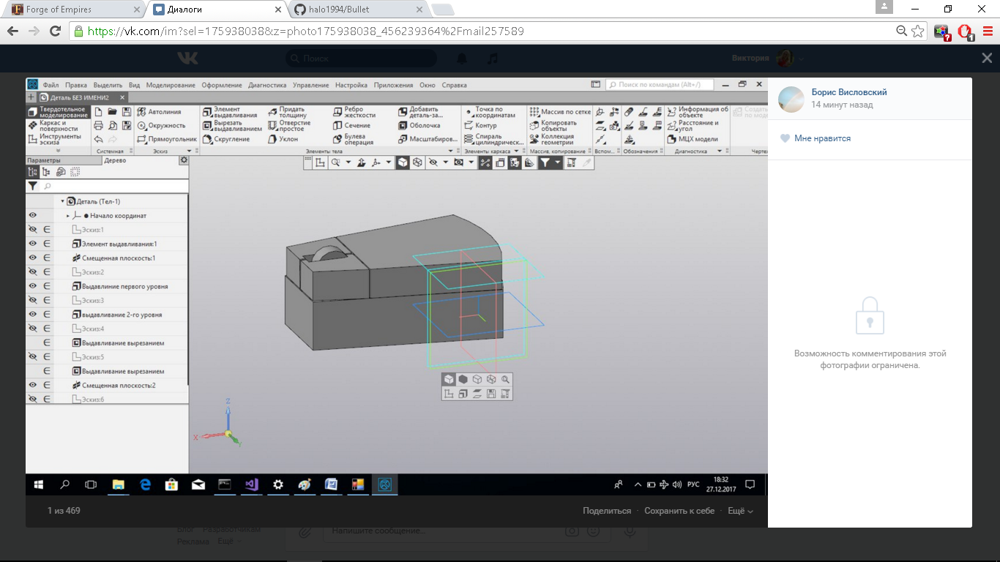 Forge of Empires
Диалоги
halo1994/Bullet
https://vk.com/im?sel=175938038&z=photo175938038_456239364%2Fmail257589
Поиск
Виктория
Файл Правка Выделить Вид Моделирование Оформление Диагностика Управление Настройка Приложения Окно Справка
Поиск по командам (Alt+/)
Деталь БЕЗ ИМЕНИ2
Твердотельное моделирование
Каркас и поверхности
Инструменты эскиза
Системная
Автолиния
Окружность
Прямоугольник
Эскиз
Элемент выдавливания
Вырезать выдавливанием
Скругление
Придать толщину
Отверстие простое
Уклон
Ребро жесткости
Сечение
Булева операция
Добавить деталь-за...
Оболочка
Масштабиров...
Элементы тела
Точка по координатам
Контур
Спираль цилиндрическ...
Элементы каркаса
Массив по сетке
Копировать объекты
Коллекция геометрии
Массив, копирование
Вспом...
Обозначения
Информация об объекте
Расстояние и угол
МЦХ модели
Диагностика
Создать
по моде
Чертеж
Параметры
Дерево
Деталь (Тел-1)
Начало координат
Эскиз:1
Элемент выдавливания:1
Смещенная плоскость:1
Эскиз:2
Выдавлиние первого уровня
Эскиз:3
выдавливание 2-го уровня
Эскиз:4
Выдавливание вырезанием
Эскиз:5
Выдавливание вырезанием
Смещенная плоскость:2
Эскиз:6
Z
X
Y
РУС
18:32
27.12.2017
Борис Висловский
14 минут назад
Мне нравится
Возможность комментирования этой
фотографии ограничена.
1 из 469
Поделиться · Сохранить к себе · Ещё
Блог Разработчикам
Реклама Ещё
Напишите сообщение...